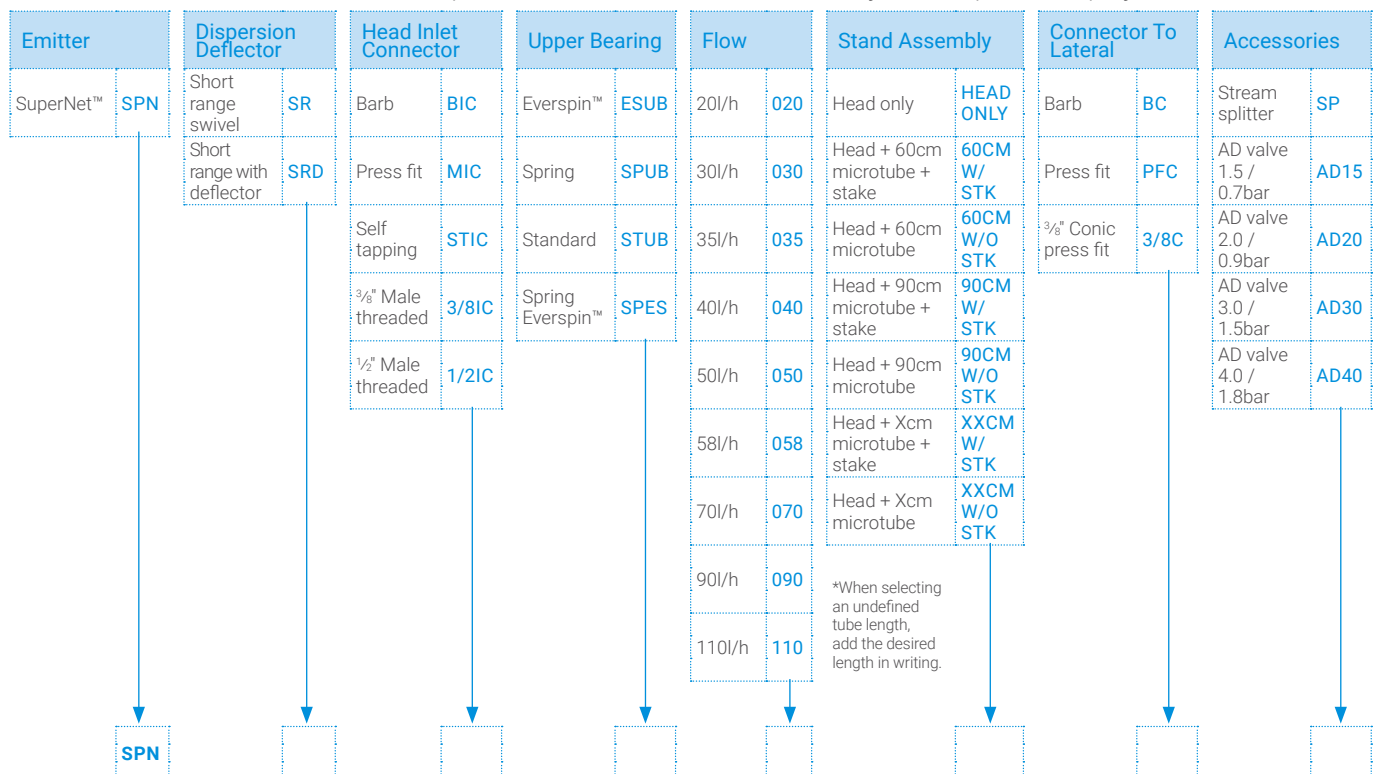 Emitter
SuperNet™ SPN
Dispersion
Deflector
Short
range
swivel
SR
Short
range with
deflector
SRD
Head Inlet
Connector
Barb BIC
Press fit MIC
Self
tapping
STIC
⅜" Male
threaded
3/8IC
½" Male
threaded
1/2IC
Upper Bearing
Everspin™ ESUB
Spring SPUB
Standard STUB
Spring
Everspin™
SPES
Flow
20l/h 020
30l/h 030
35l/h 035
40l/h 040
50l/h 050
58l/h 058
70l/h 070
90l/h 090
110l/h 110
Stand Assembly
Head only
HEAD
ONLY
Head + 60cm
microtube +
stake
60CM
W/
STK
Head + 60cm
microtube
60CM
W/O
STK
Head + 90cm
microtube +
stake
90CM
W/
STK
Head + 90cm
microtube
90CM
W/O
STK
Head + Xcm
microtube +
stake
XXCM
W/
STK
Head + Xcm
microtube
XXCM
W/O
STK
*When selecting
an undefined
tube length,
add the desired
length in writing.
Connector To
Lateral
Barb BC
Press fit PFC
⅜" Conic
press fit
3/8C
Accessories
Stream
splitter
SP
AD valve
1.5 /
0.7bar
AD15
AD valve
2.0 /
0.9bar
AD20
AD valve
3.0 /
1.5bar
AD30
AD valve
4.0 /
1.8bar
AD40
SPN